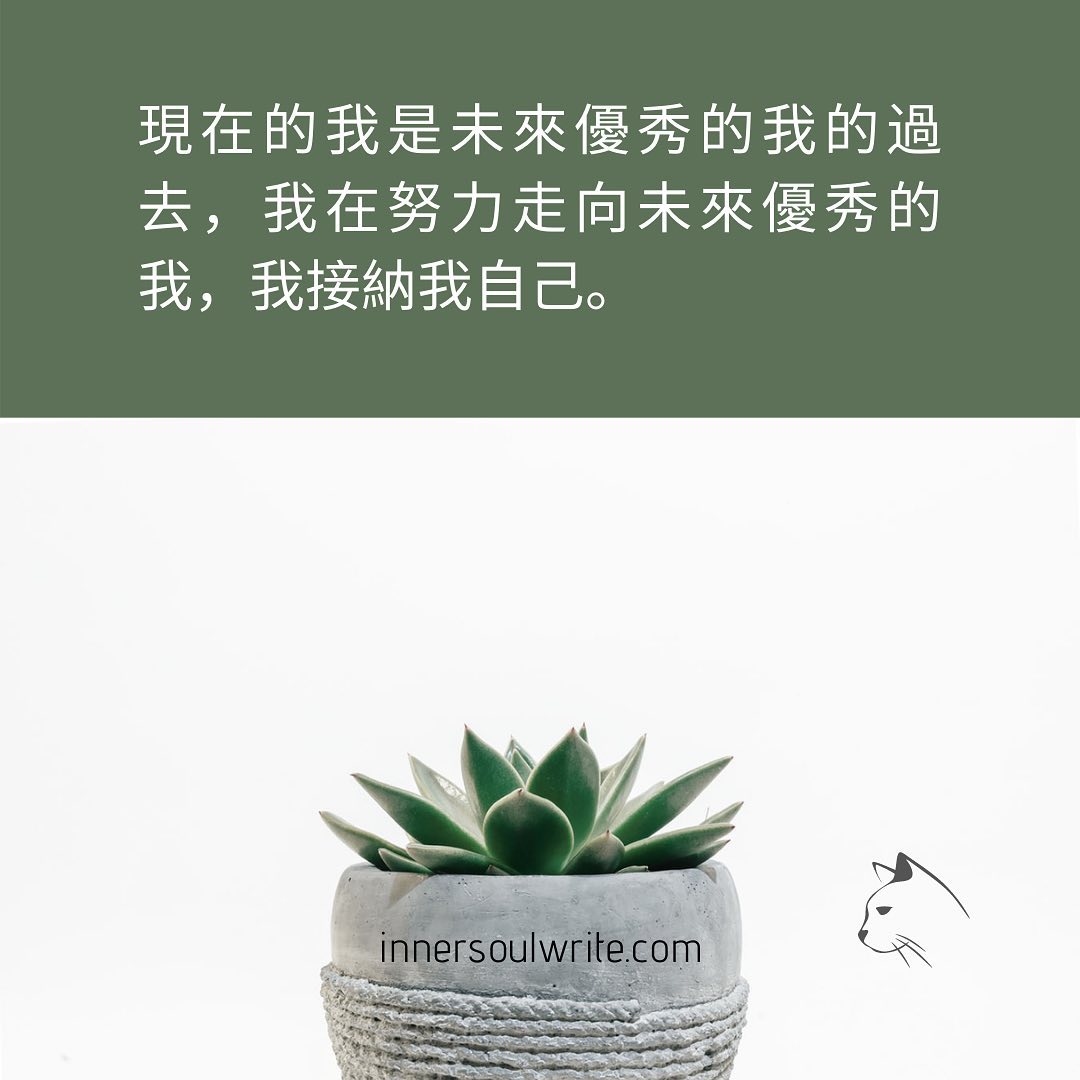 現在的我是未來優秀的我的過
去，我在努力走向未來優秀的
我，我接納我自己。
innersoulwrite.com